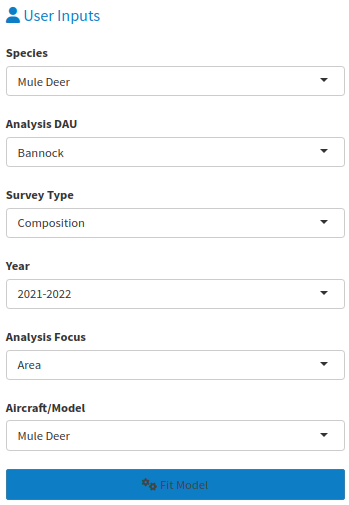 User Inputs
Species
Mule Deer
Analysis DAU
Bannock
Survey Type
Composition
Year
2021-2022
Analysis Focus
Area
Aircraft/Model
Mule Deer
Fit Model